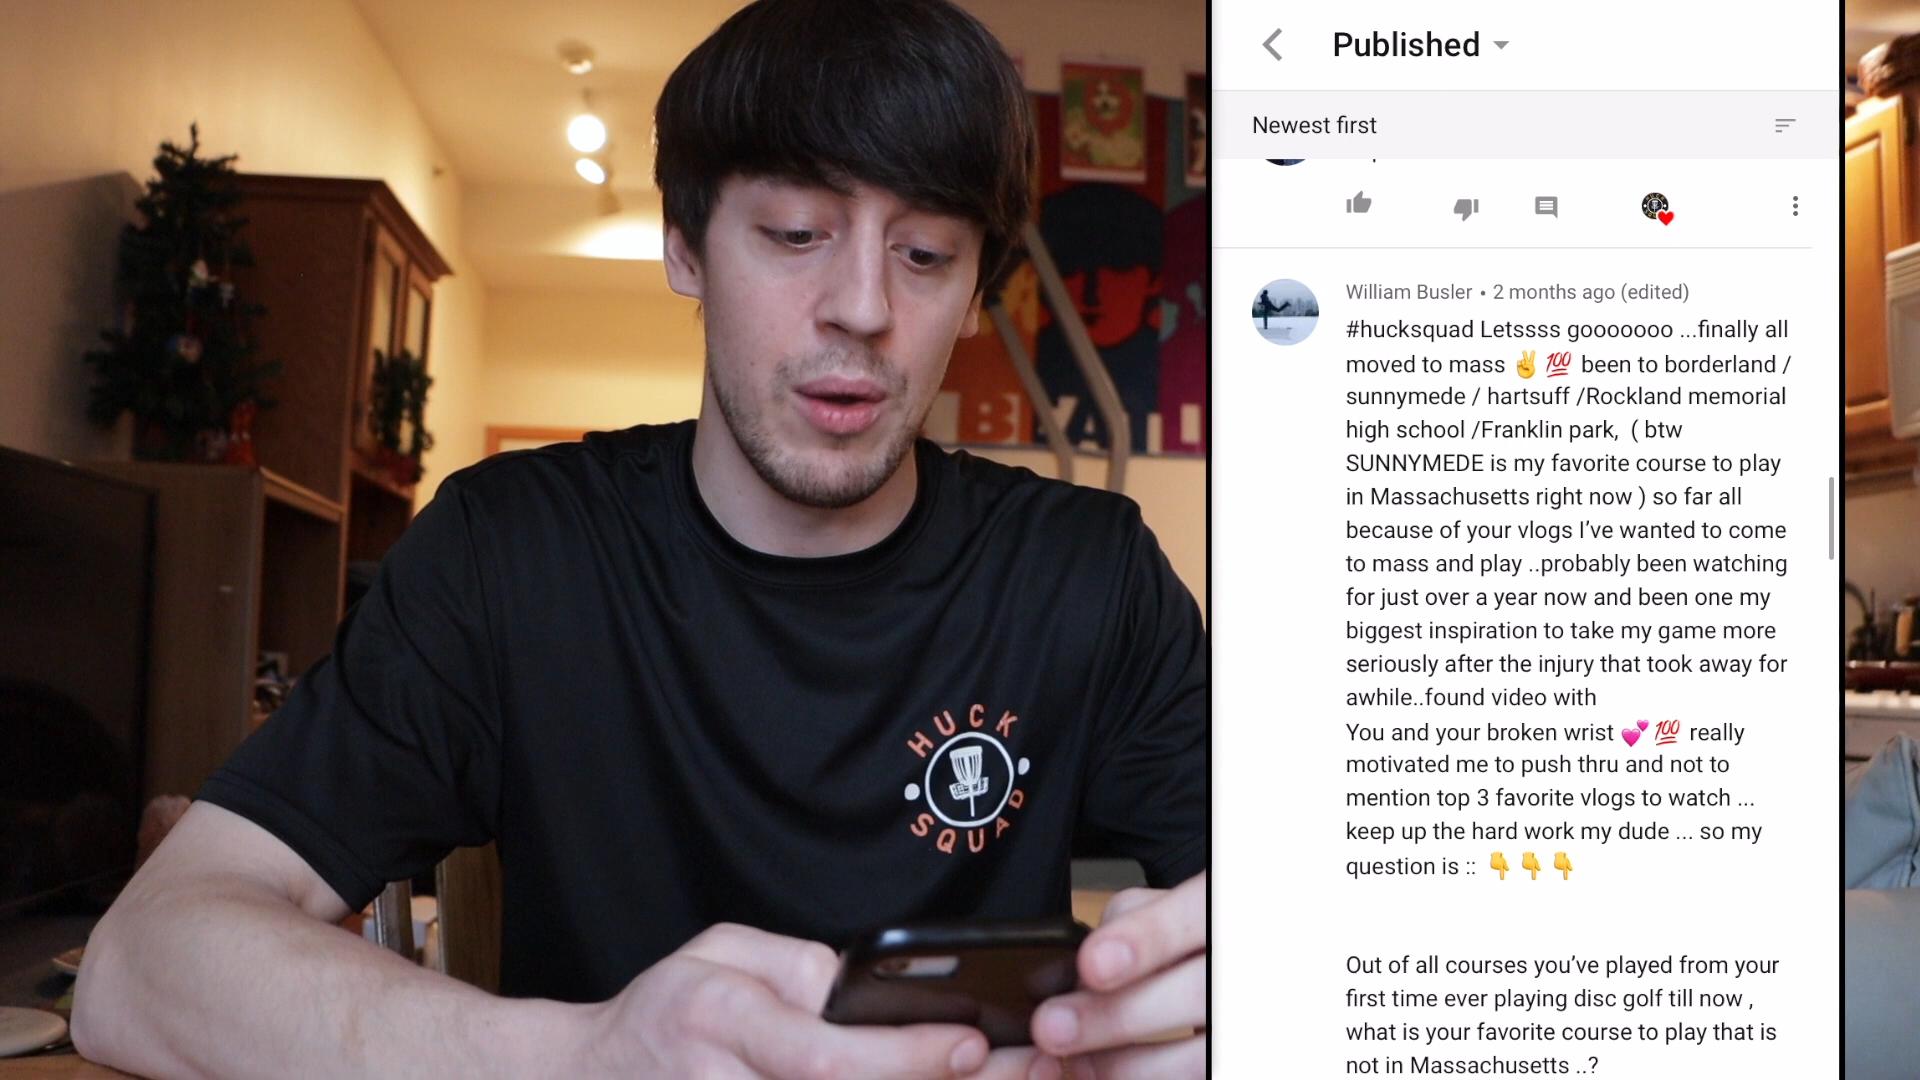 Published
Newest first
William Busler • 2 months ago (edited)
#hucksquad Letssss gooooooo ...finally all
moved to mass ✌️ 💯 been to borderland /
sunnymede / hartsuff /Rockland memorial
high school /Franklin park, ( btw
SUNNYMEDE is my favorite course to play
in Massachusetts right now ) so far all
because of your vlogs I’ve wanted to come
to mass and play ..probably been watching
for just over a year now and been one my
biggest inspiration to take my game more
seriously after the injury that took away for
awhile..found video with
You and your broken wrist 💕 💯 really
motivated me to push thru and not to
mention top 3 favorite vlogs to watch ...
keep up the hard work my dude ... so my
question is :: 👇 👇 👇
Out of all courses you’ve played from your
first time ever playing disc golf till now ,
what is your favorite course to play that is
not in Massachusetts ..?
HUCK
SQUAD